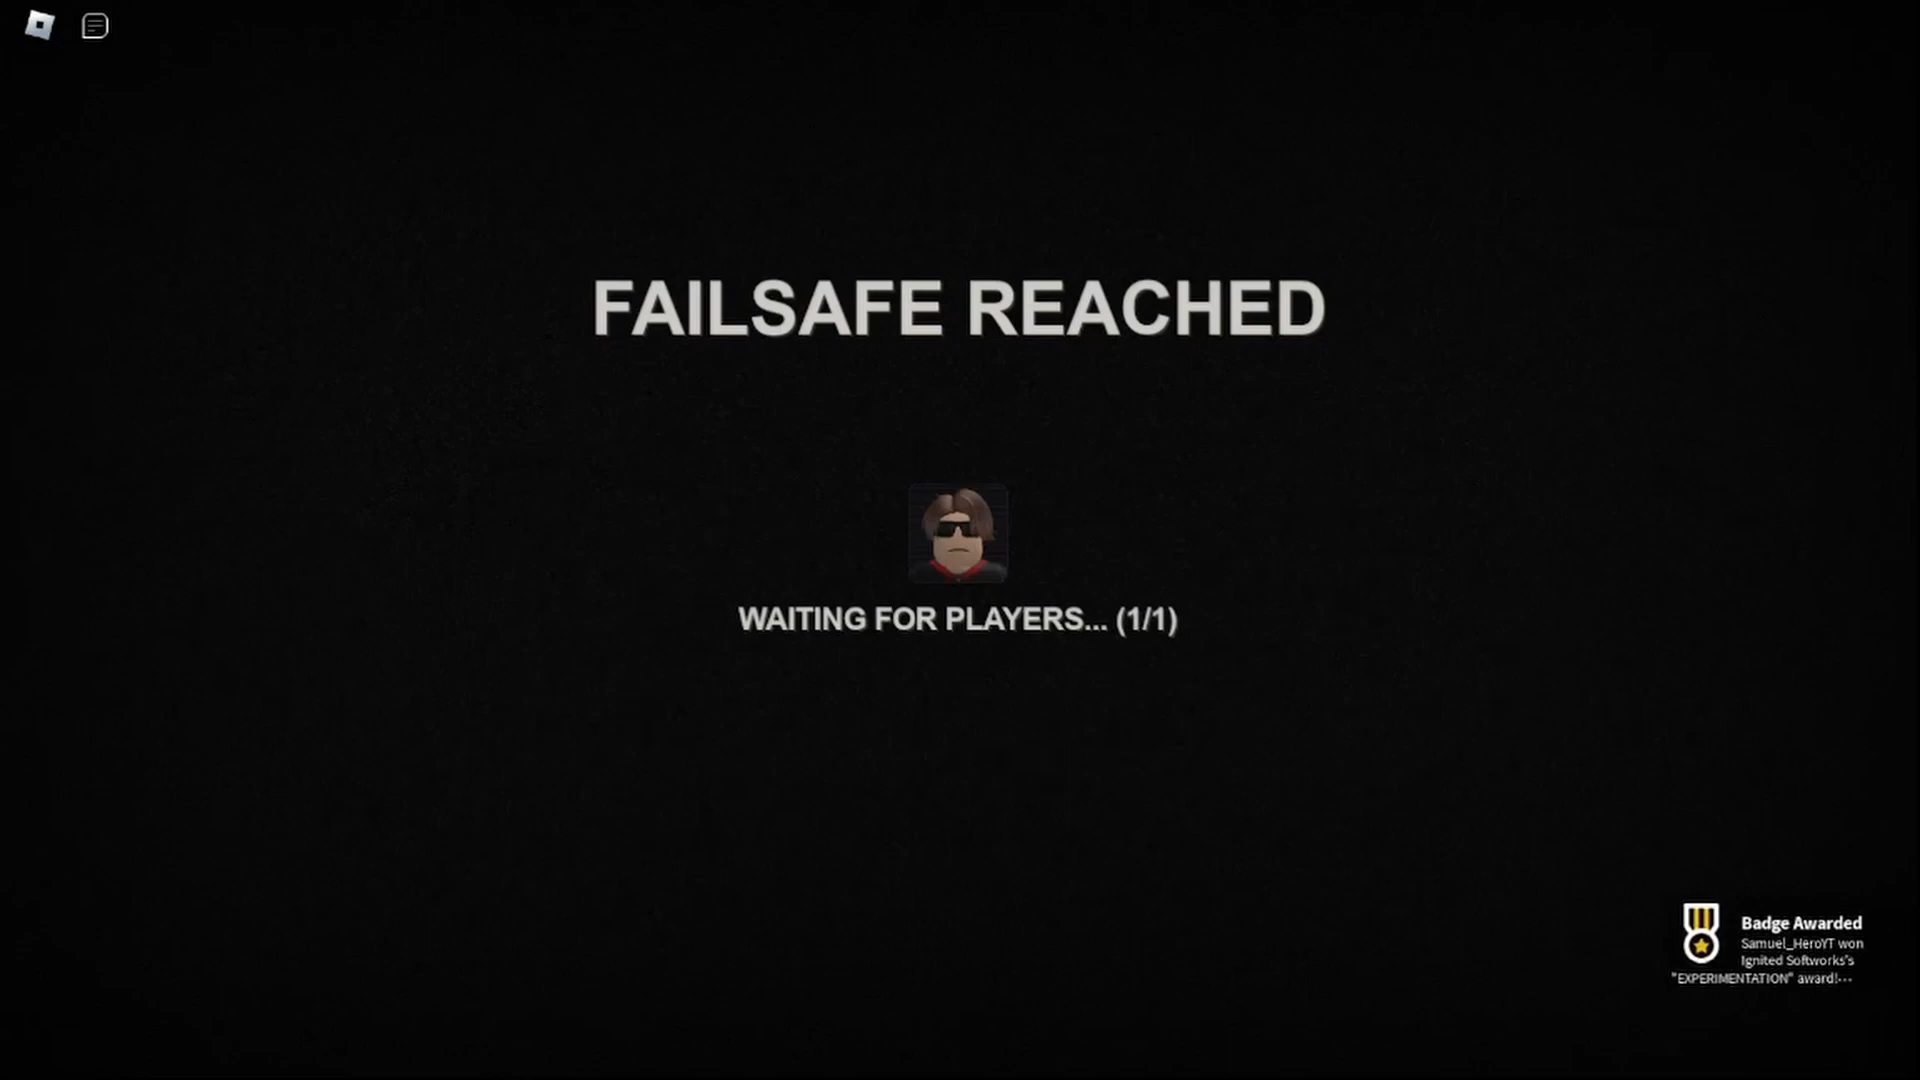 FAILSAFE REACHED
WAITING FOR PLAYERS... (1/1)
Badge Awarded
Samuel_HeroYT won
Ignited Softworks's
"EXPERIMENTATION" award!...